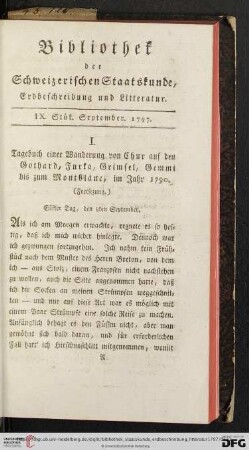 Bibliothek
der
Schweizerischen Staatskunde,
Erdbeschreibung und Litteratur.
IX. Stük. September. 1797.
I.
Tagebuch einer Wanderung von Chur auf den
Gothard, Furka, Grimsel, Gemmi
bis zum Montblanc, im Jahr 1790.
(Fortsezung.)
Eilfter Tag, den
Als ich am Morgen erwachte, regnete es so hef-
tig, daß ich mich wieder hinlegte. Dennoch war
ich gezwungen fortzugehen. Ich nahm kein Früh-
stück nach dem Muster des Herrn Breton, von dem
ich — aus Stolz, einem Franzosen nicht nachstehen
zu wollen, auch die Sitte angenommen hatte, daß
ich die Socken an meinen Strümpfen weggeschnit-
ten — und nur auf diese Art war es möglich mit
einem Paar Strümpfe eine solche Reise zu machen.
Anfänglich behagt es den Füßen nicht, aber man
gewöhnt sich bald daran, und für erforderlichen
Fall hatt' ich Hirschunschlitt mitgenommen, womit
R.